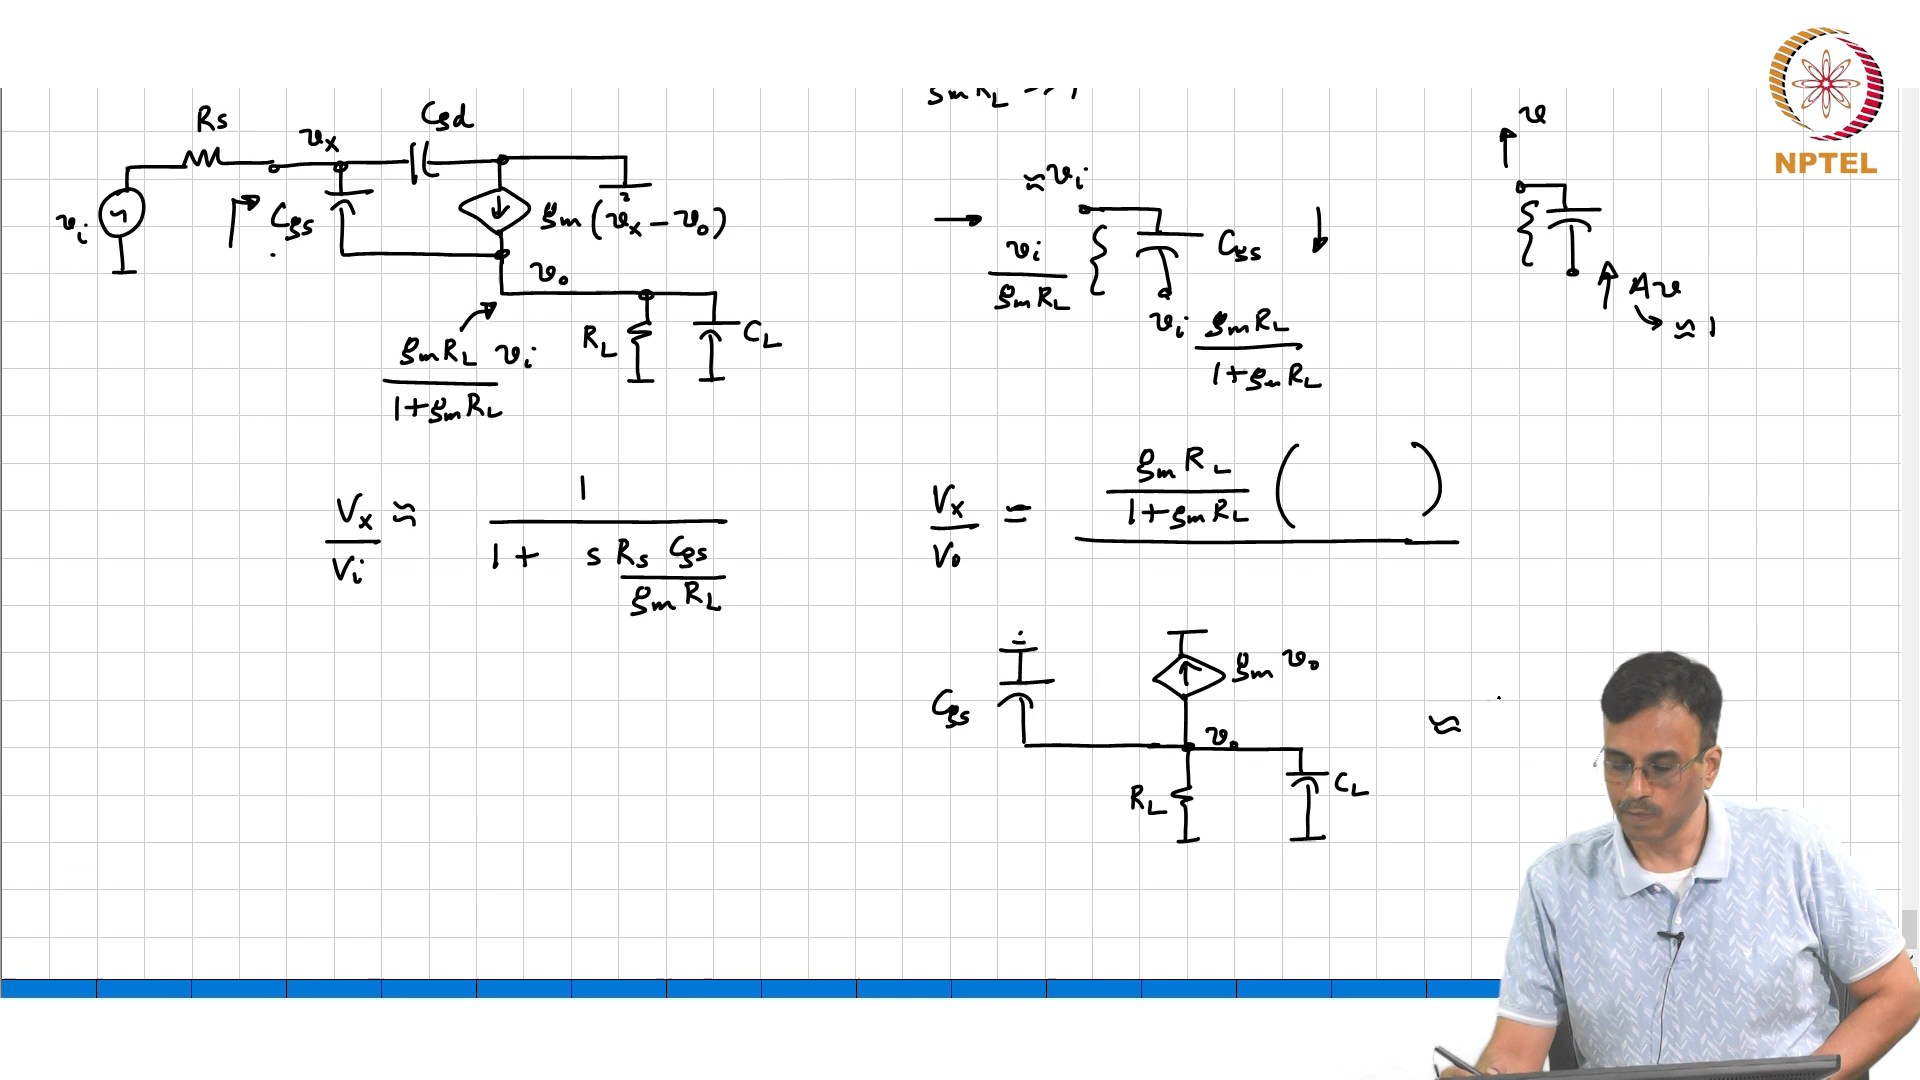 gmRL >> 1
Rs
vx
Cgd
vi
Cgs
gm(vx − vo)
vo
gmRL / (1+gmRL) vi
RL
CL
≈vi
vi / gmRL
Cgs
vi gmRL / (1+gmRL)
v
Av
≈ 1
NPTEL
Vx / Vi ≈ 1 / (1 + s Rs Cgs / gmRL)
Vx / Vo = gmRL / (1+gmRL) ( )
Cgs
gm vo
vo
RL
CL
≈